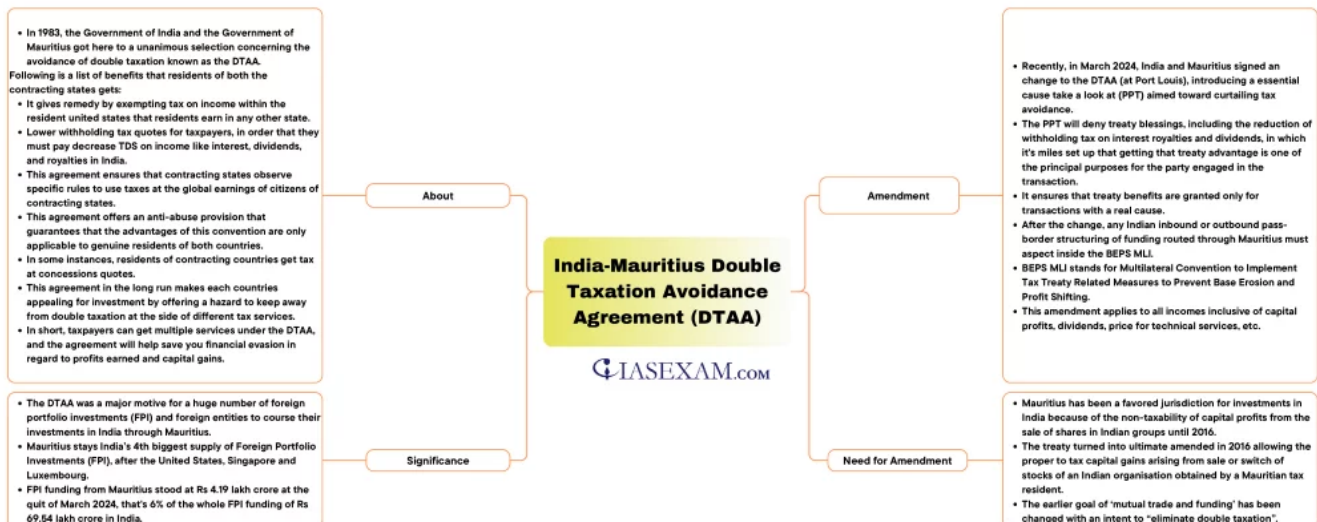 • In 1983, the Government of India and the Government of
Mauritius got here to a unanimous selection concerning the
avoidance of double taxation known as the DTAA.
Following is a list of benefits that residents of both the
contracting states gets:
• It gives remedy by exempting tax on income within the
resident united states that residents earn in any other state.
• Lower withholding tax quotes for taxpayers, in order that they
must pay decrease TDS on income like interest, dividends,
and royalties in India.
• This agreement ensures that contracting states observe
specific rules to use taxes at the global earnings of citizens of
contracting states.
• This agreement offers an anti-abuse provision that
guarantees that the advantages of this convention are only
applicable to genuine residents of both countries.
• In some instances, residents of contracting countries get tax
at concessions quotes.
• This agreement in the long run makes each countries
appealing for investment by offering a hazard to keep away
from double taxation at the side of different tax services.
• In short, taxpayers can get multiple services under the DTAA,
and the agreement will help save you financial evasion in
regard to profits earned and capital gains.
About
• The DTAA was a major motive for a huge number of foreign
portfolio investments (FPI) and foreign entities to course their
investments in India through Mauritius.
• Mauritius stays India's 4th biggest supply of Foreign Portfolio
Investments (FPI), after the United States, Singapore and
Luxembourg.
• FPI funding from Mauritius stood at Rs 4.19 lakh crore at the
quit of March 2024, that's 6% of the whole FPI funding of Rs
69.54 lakh crore in India.
Significance
India-Mauritius Double
Taxation Avoidance
Agreement (DTAA)
IASEXAM.COM
Amendment
• Recently, in March 2024, India and Mauritius signed an
change to the DTAA (at Port Louis), introducing a essential
cause take a look at (PPT) aimed toward curtailing tax
avoidance.
• The PPT will deny treaty blessings, including the reduction of
withholding tax on interest royalties and dividends, in which
it's miles set up that getting that treaty advantage is one of
the principal purposes for the party engaged in the
transaction.
• It ensures that treaty benefits are granted only for
transactions with a real cause.
• After the change, any Indian inbound or outbound pass-
border structuring of funding routed through Mauritius must
aspect inside the BEPS MLI.
• BEPS MLI stands for Multilateral Convention to Implement
Tax Treaty Related Measures to Prevent Base Erosion and
Profit Shifting.
• This amendment applies to all incomes inclusive of capital
profits, dividends, price for technical services, etc.
Need for Amendment
• Mauritius has been a favored jurisdiction for investments in
India because of the non-taxability of capital profits from the
sale of shares in Indian groups until 2016.
• The treaty turned into ultimate amended in 2016 allowing the
proper to tax capital gains arising from sale or switch of
stocks of an Indian organisation obtained by a Mauritian tax
resident.
• The earlier goal of 'mutual trade and funding' has been
changed with an intent to "eliminate double taxation".